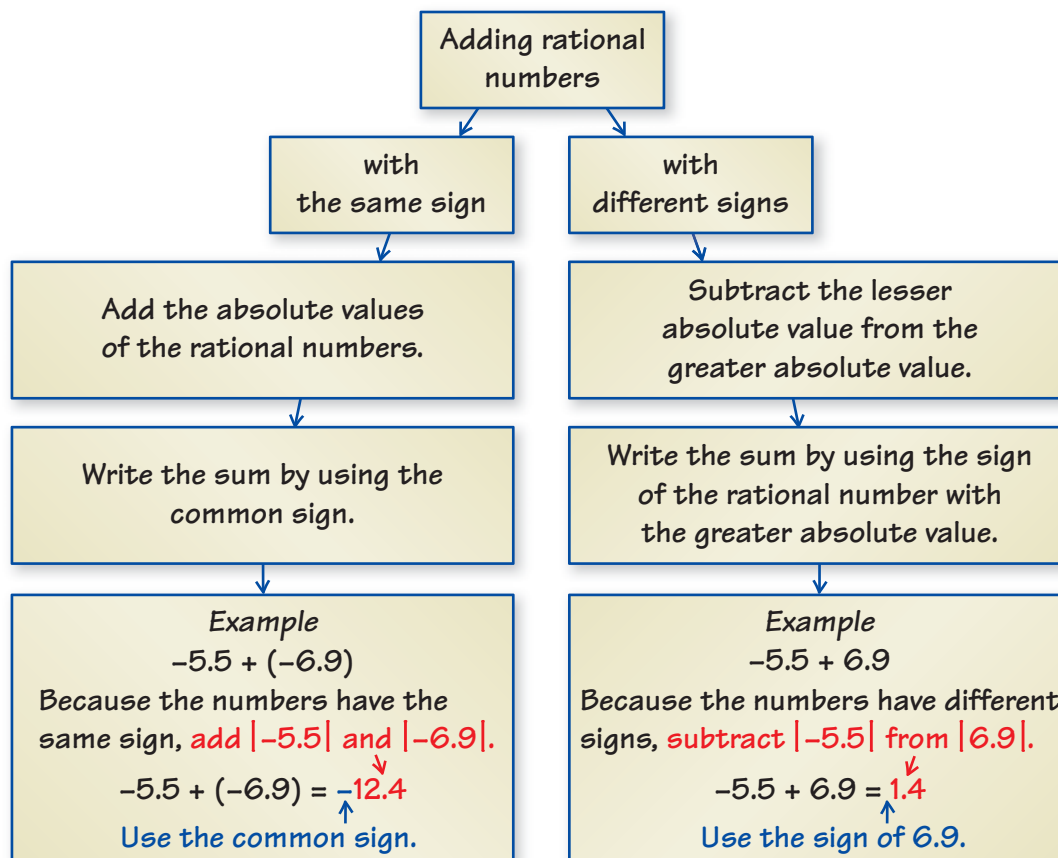 Adding rational
numbers
with
the same sign
with
different signs
Add the absolute values
of the rational numbers.
Subtract the lesser
absolute value from the
greater absolute value.
Write the sum by using the
common sign.
Write the sum by using the sign
of the rational number with
the greater absolute value.
Example
–5.5 + (–6.9)
Because the numbers have the
same sign, add |–5.5| and |–6.9|.
–5.5 + (–6.9) = –12.4
Use the common sign.
Example
–5.5 + 6.9
Because the numbers have different
signs, subtract |–5.5| from |6.9|.
–5.5 + 6.9 = 1.4
Use the sign of 6.9.